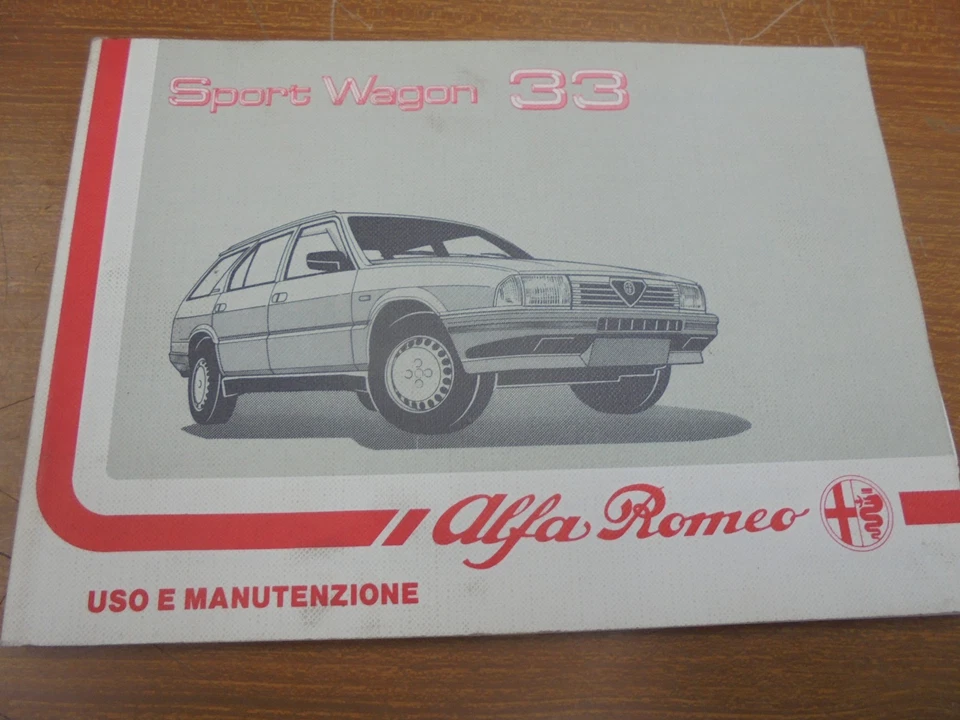 Sport Wagon 33
Alfa Romeo
USO E MANUTENZIONE